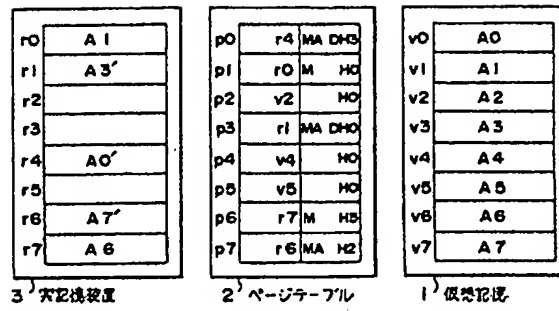 r0 A1
r1 A3'
r2
r3
r4 A0'
r5
r6 A7'
r7 A6
3 実記憶装置
p0 r4 MA DH3
p1 r0 M H0
p2 v2 H0
p3 r1 MA DH0
p4 v4 H0
p5 v5 H0
p6 r7 M H5
p7 r6 MA H2
2 ページテーブル
v0 A0
v1 A1
v2 A2
v3 A3
v4 A4
v5 A5
v6 A6
v7 A7
1 仮想記憶